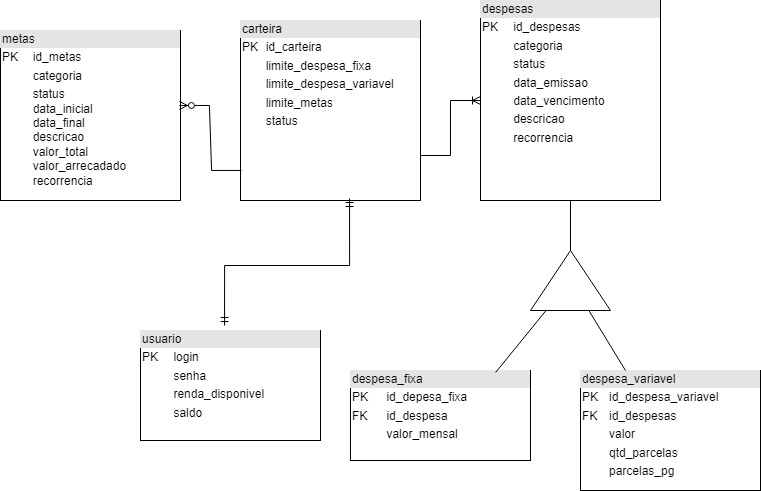 metas
PK id_metas
categoria
status
data_inicial
data_final
descricao
valor_total
valor_arrecadado
recorrencia
carteira
PK id_carteira
limite_despesa_fixa
limite_despesa_variavel
limite_metas
status
despesas
PK id_despesas
categoria
status
data_emissao
data_vencimento
descricao
recorrencia
usuario
PK login
senha
renda_disponivel
saldo
despesa_fixa
PK id_depesa_fixa
FK id_despesa
valor_mensal
despesa_variavel
PK id_despesa_variavel
FK id_despesas
valor
qtd_parcelas
parcelas_pg